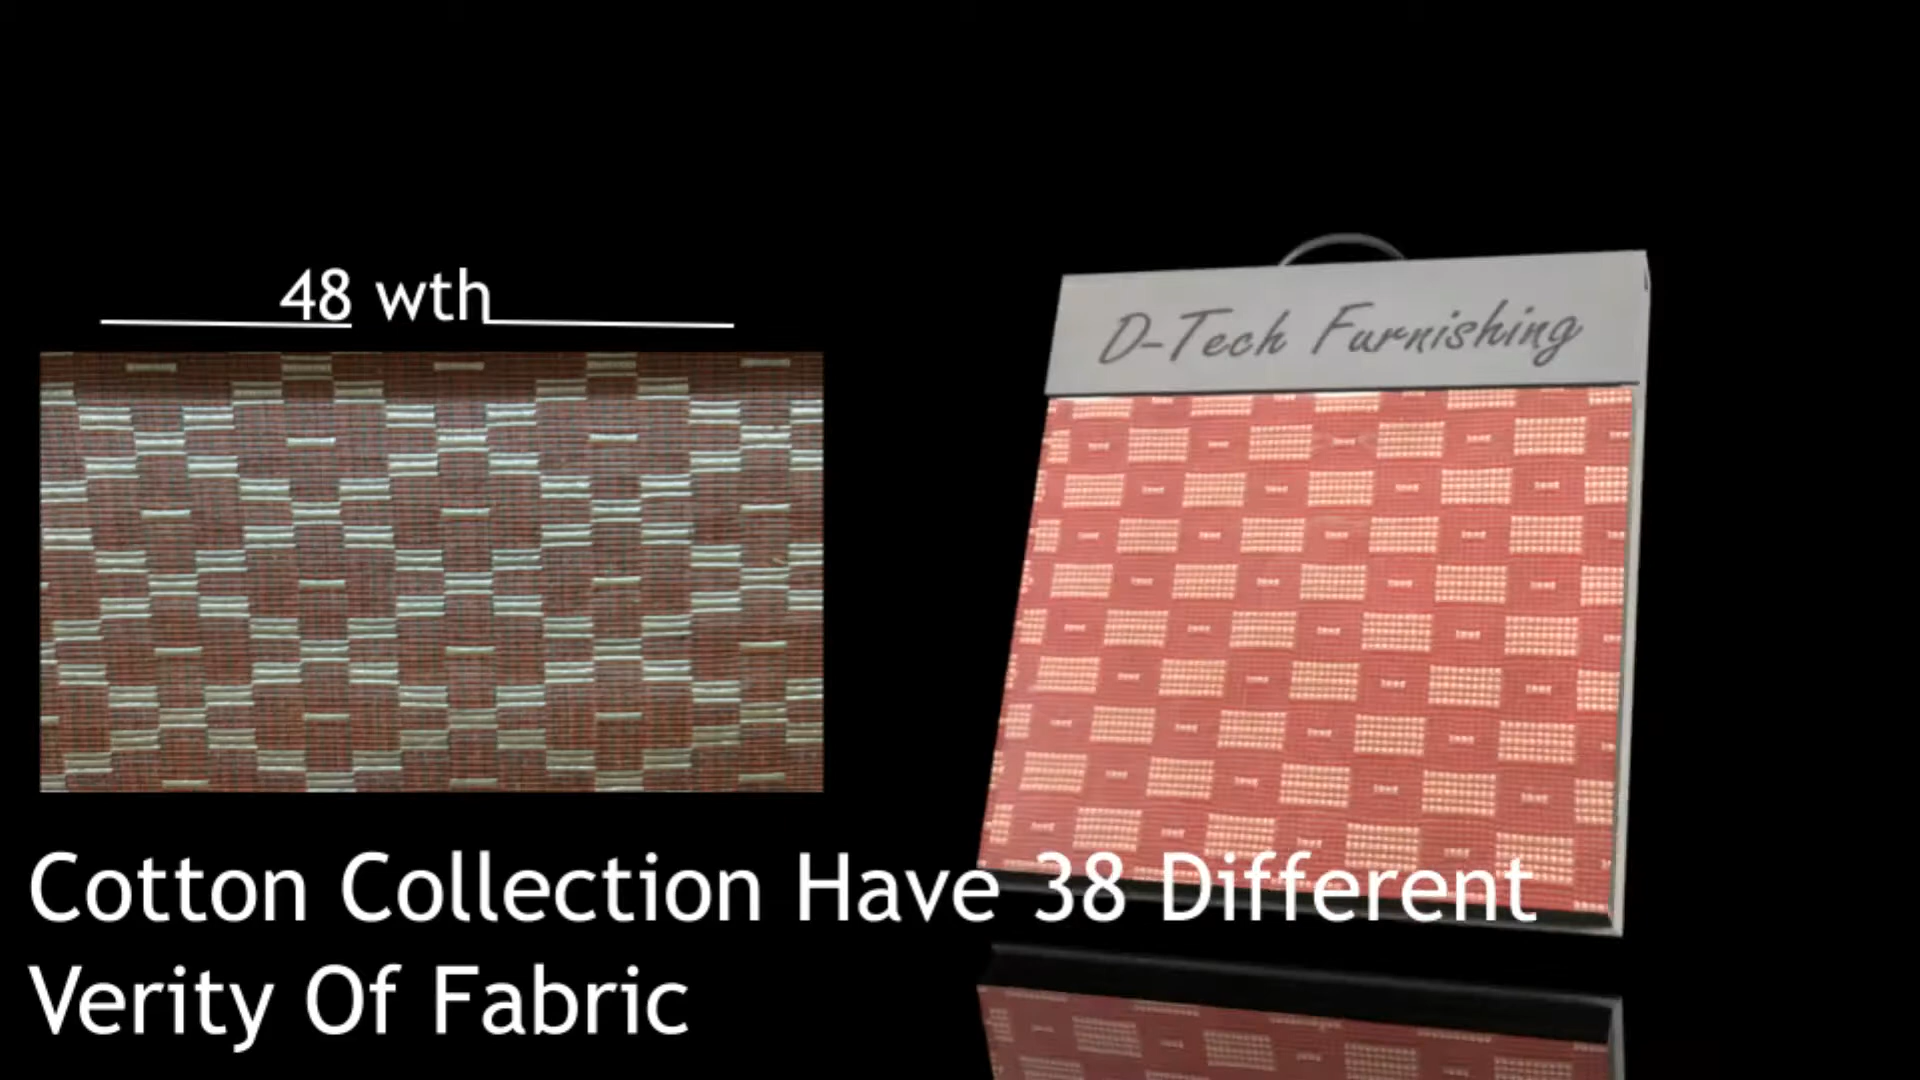 48 wth
D-Tech Furnishing
Cotton Collection Have 38 Different
Verity Of Fabric